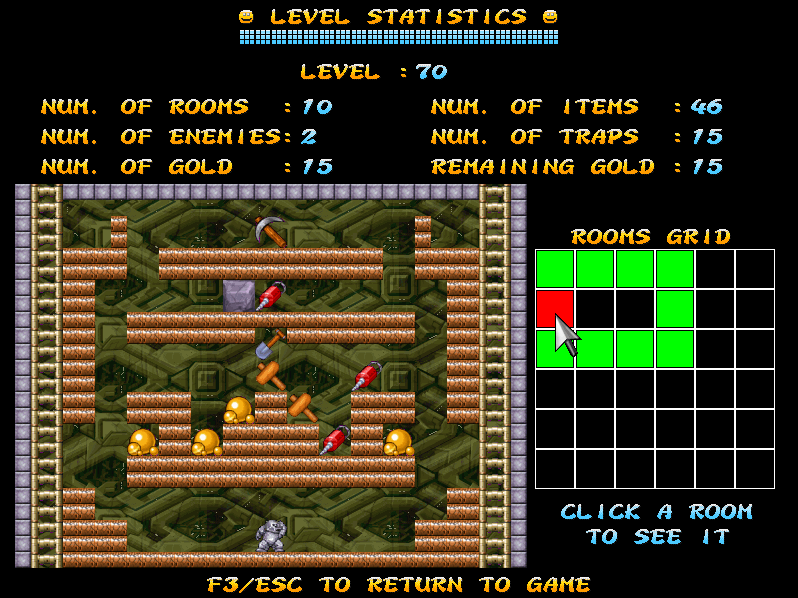 LEVEL STATISTICS
LEVEL : 70
NUM. OF ROOMS : 10 NUM. OF ITEMS : 46
NUM. OF ENEMIES: 2 NUM. OF TRAPS : 15
NUM. OF GOLD : 15 REMAINING GOLD : 15
ROOMS GRID
CLICK A ROOM
TO SEE IT
F3/ESC TO RETURN TO GAME